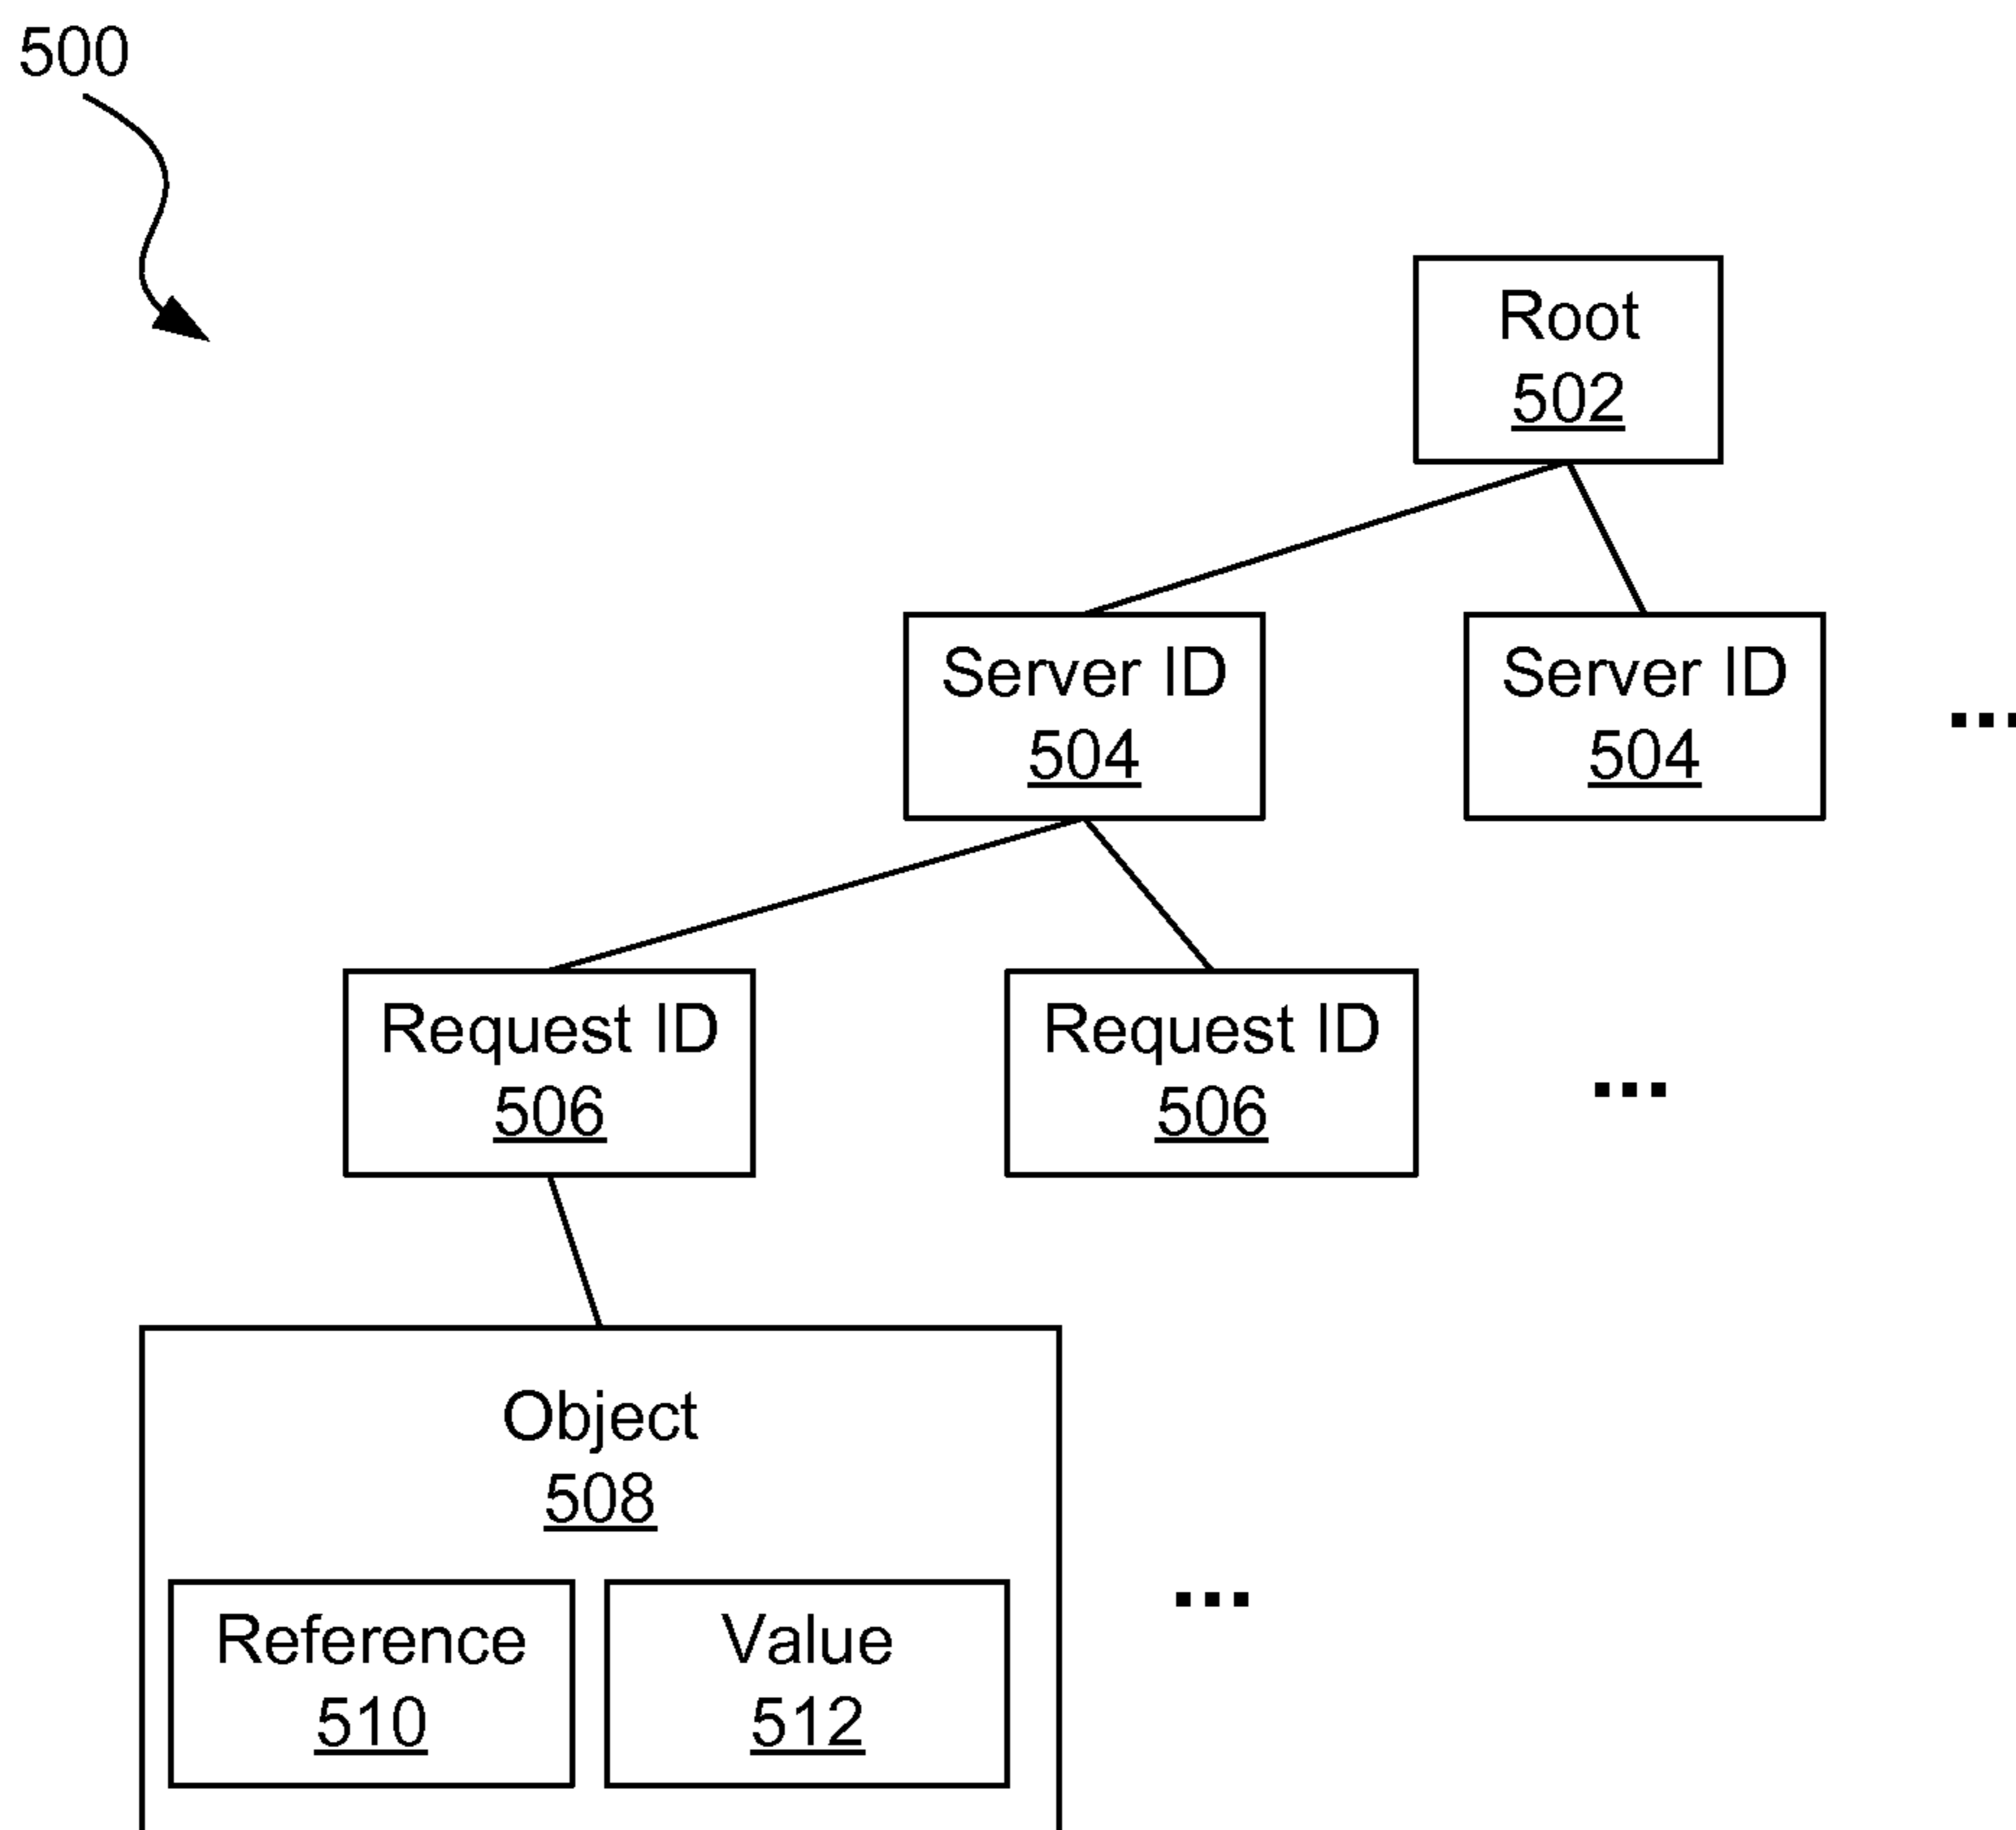 500
Root
502
Server ID
504
Server ID
504
...
Request ID
506
Request ID
506
...
Object
508
Reference
510
Value
512
...